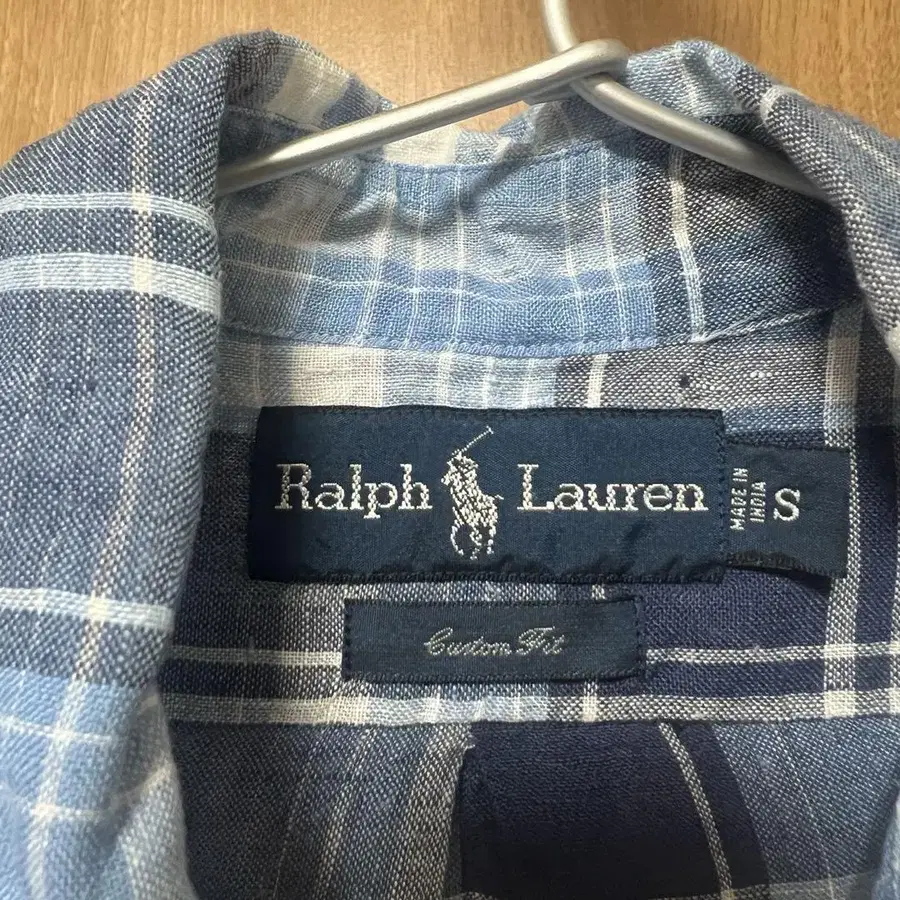 Ralph Lauren
MADE IN
INDIA
S
Custom Fit